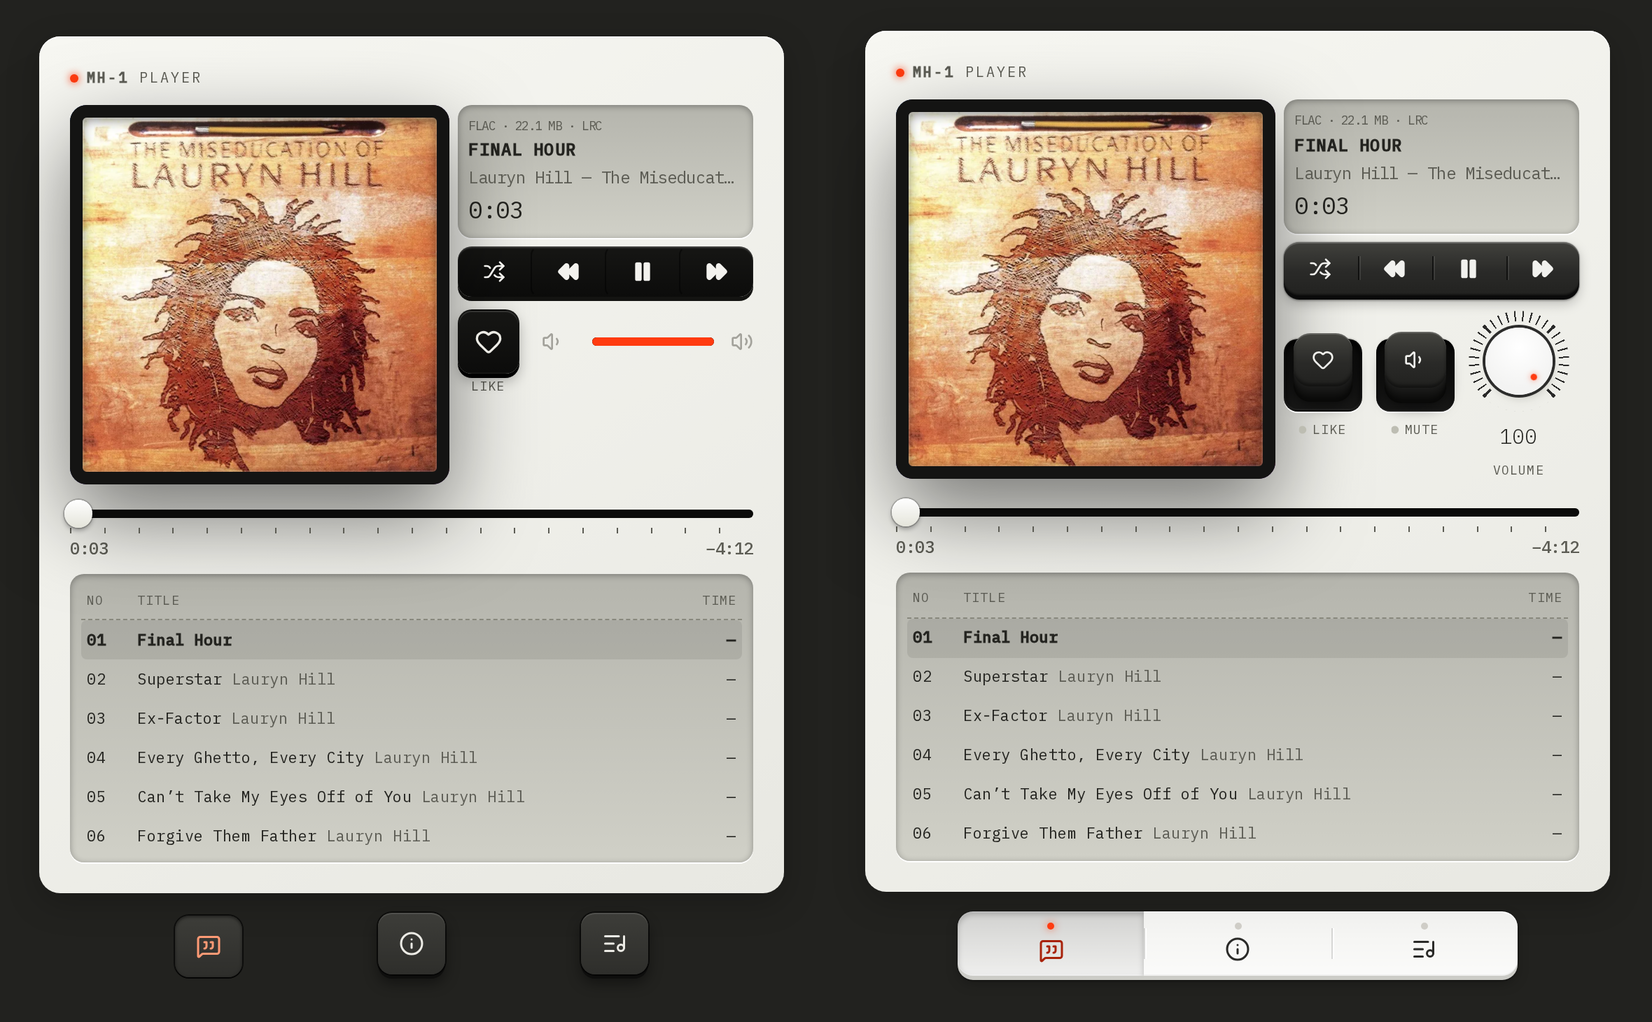 MH-1 PLAYER
THE MISEDUCATION OF
LAURYN HILL
FLAC · 22.1 MB · LRC
FINAL HOUR
Lauryn Hill — The Miseducat…
0:03
LIKE
0:03
−4:12
NO TITLE TIME
01 Final Hour —
02 Superstar Lauryn Hill —
03 Ex-Factor Lauryn Hill —
04 Every Ghetto, Every City Lauryn Hill —
05 Can’t Take My Eyes Off of You Lauryn Hill —
06 Forgive Them Father Lauryn Hill —
MH-1 PLAYER
THE MISEDUCATION OF
LAURYN HILL
FLAC · 22.1 MB · LRC
FINAL HOUR
Lauryn Hill — The Miseducat…
0:03
LIKE
MUTE
100
VOLUME
0:03
−4:12
NO TITLE TIME
01 Final Hour —
02 Superstar Lauryn Hill —
03 Ex-Factor Lauryn Hill —
04 Every Ghetto, Every City Lauryn Hill —
05 Can’t Take My Eyes Off of You Lauryn Hill —
06 Forgive Them Father Lauryn Hill —